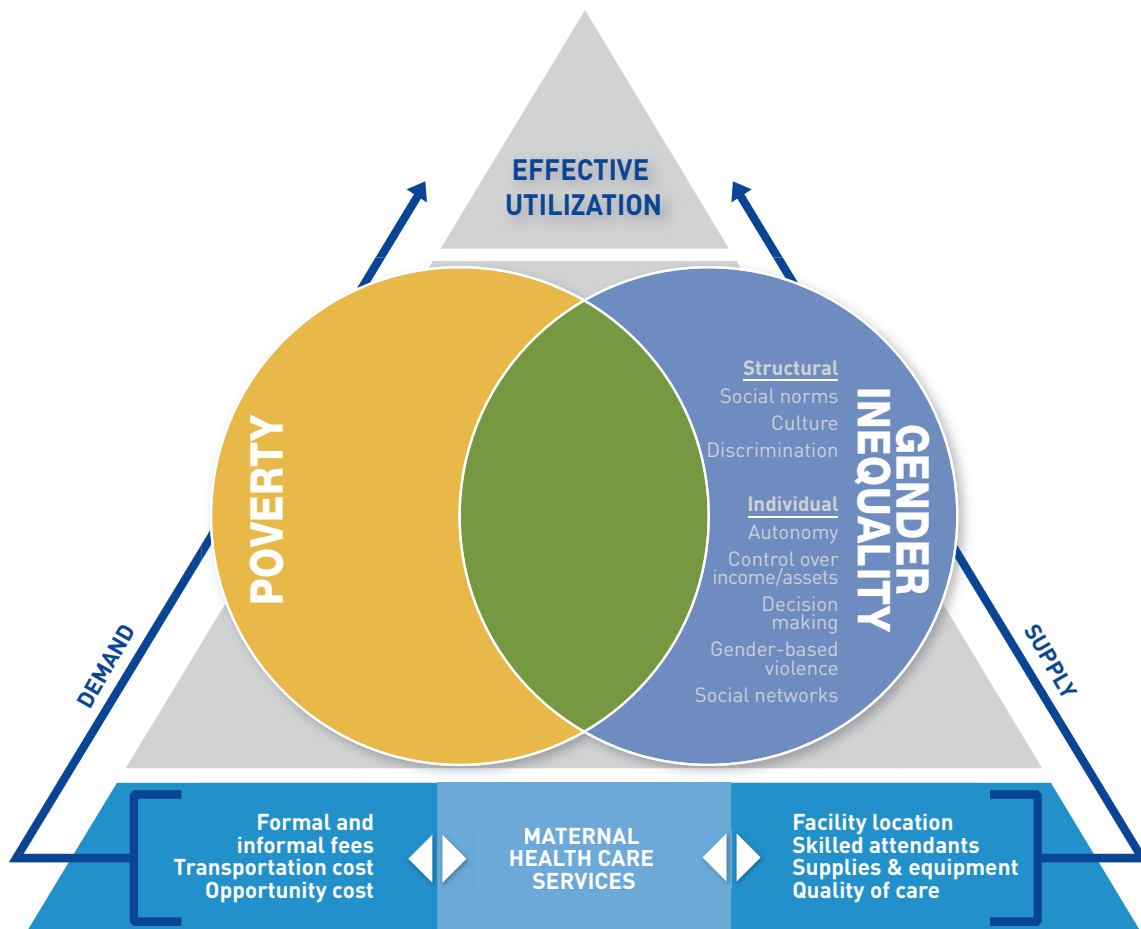 EFFECTIVE
UTILIZATION
POVERTY
Structural
Social norms
Culture
Discrimination
Individual
Autonomy
Control over
income/assets
Decision
making
Gender-based
violence
Social networks
GENDER
INEQUALITY
DEMAND
SUPPLY
Formal and
informal fees
Transportation cost
Opportunity cost
MATERNAL
HEALTH CARE
SERVICES
Facility location
Skilled attendants
Supplies & equipment
Quality of care